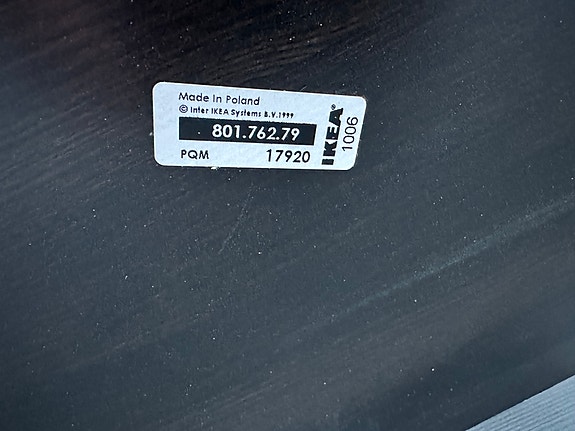 Made In Poland
© Inter IKEA Systems B.V.1999
801.762.79
PQM 17920
IKEA®
1006